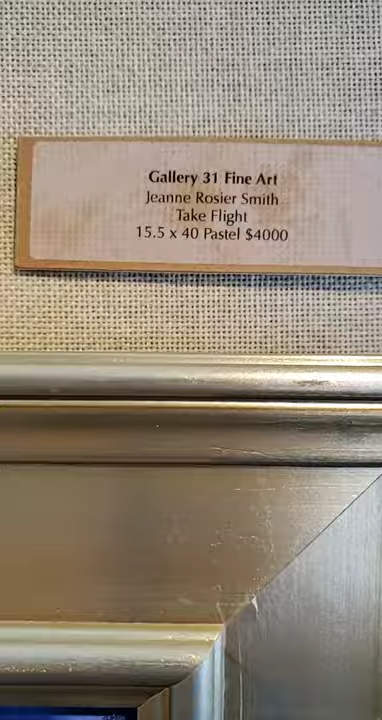 Gallery 31 Fine Art
Jeanne Rosier Smith
Take Flight
15.5 x 40 Pastel $4000